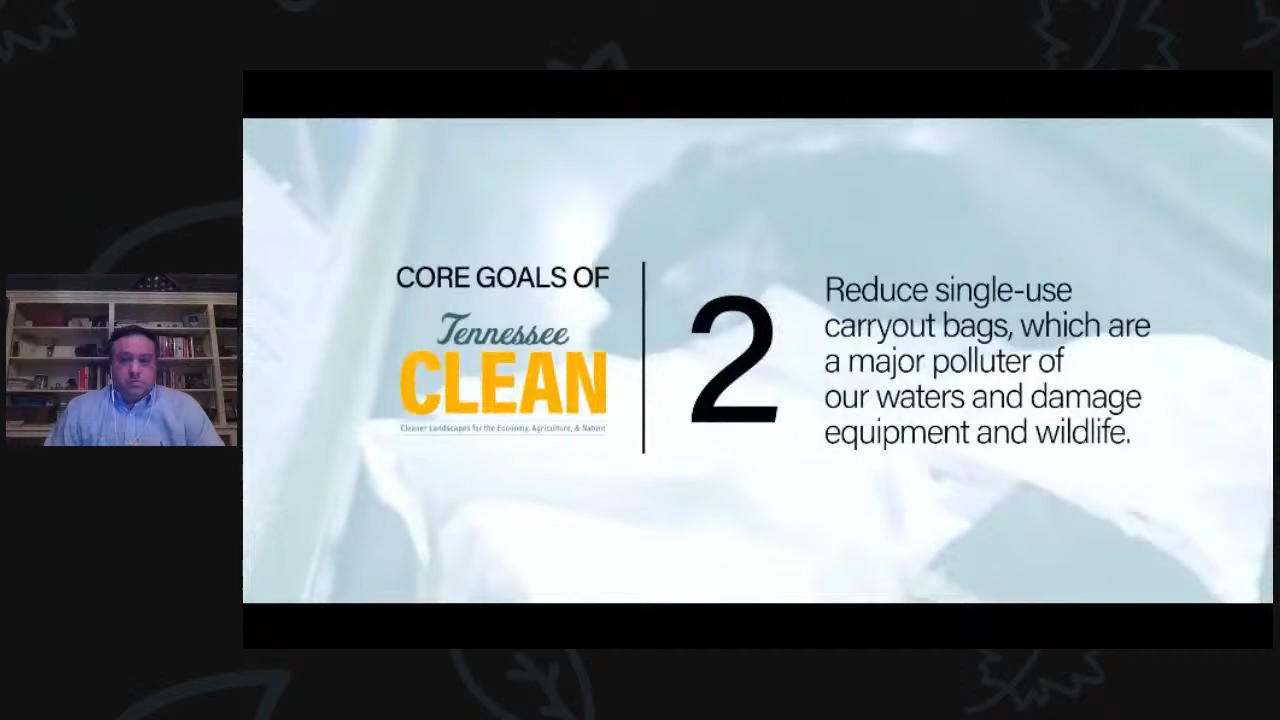 CORE GOALS OF
Tennessee
CLEAN
Cleaner Landscapes for the Economy, Agriculture, & Nature
2
Reduce single-use
carryout bags, which are
a major polluter of
our waters and damage
equipment and wildlife.